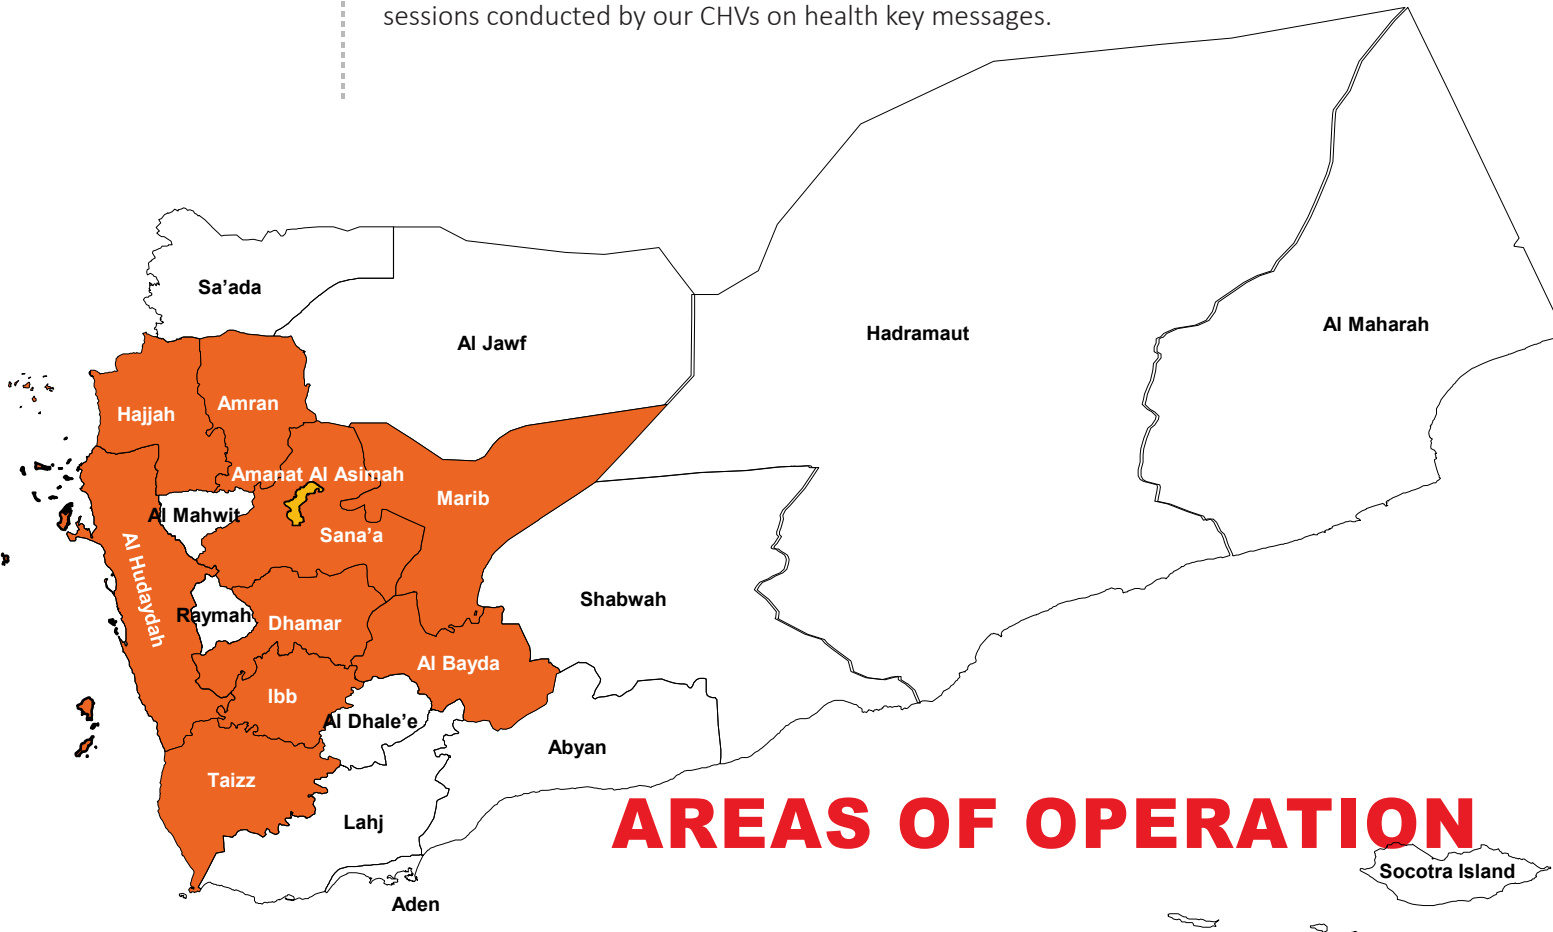 sessions conducted by our CHVs on health key messages.
Sa’ada
Al Jawf
Hadramaut
Al Maharah
Hajjah
Amran
Amanat Al Asimah
Marib
Al Mahwit
Sana’a
Al Hudaydah
Raymah
Dhamar
Shabwah
Al Bayda
Ibb
Al Dhale’e
Abyan
Taizz
Lahj
AREAS OF OPERATION
Socotra Island
Aden